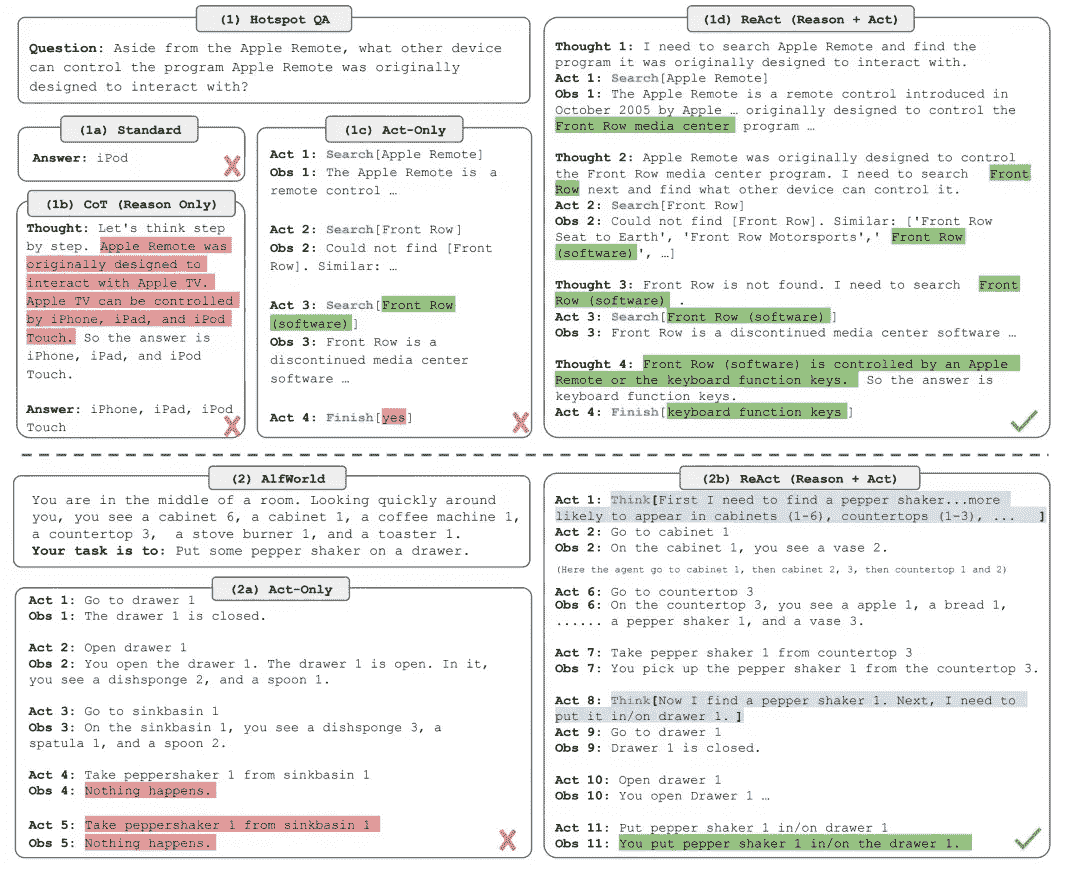 (1) Hotspot QA
Question: Aside from the Apple Remote, what other device
can control the program Apple Remote was originally
designed to interact with?
(1a) Standard
Answer: iPod
(1b) CoT (Reason Only)
Thought: Let's think step
by step. Apple Remote was
originally designed to
interact with Apple TV.
Apple TV can be controlled
by iPhone, iPad, and iPod
Touch. So the answer is
iPhone, iPad, and iPod
Touch.
Answer: iPhone, iPad, iPod
Touch
(1c) Act-Only
Act 1: Search[Apple Remote]
Obs 1: The Apple Remote is a
remote control …
Act 2: Search[Front Row]
Obs 2: Could not find [Front
Row]. Similar: …
Act 3: Search[Front Row
(software)]
Obs 3: Front Row is a
discontinued media center
software …
Act 4: Finish[yes]
(1d) ReAct (Reason + Act)
Thought 1: I need to search Apple Remote and find the
program it was originally designed to interact with.
Act 1: Search[Apple Remote]
Obs 1: The Apple Remote is a remote control introduced in
October 2005 by Apple … originally designed to control the
Front Row media center program …
Thought 2: Apple Remote was originally designed to control
the Front Row media center program. I need to search Front
Row next and find what other device can control it.
Act 2: Search[Front Row]
Obs 2: Could not find [Front Row]. Similar: ['Front Row
Seat to Earth', 'Front Row Motorsports',' Front Row
(software)', …]
Thought 3: Front Row is not found. I need to search Front
Row (software) .
Act 3: Search[Front Row (software)]
Obs 3: Front Row is a discontinued media center software …
Thought 4: Front Row (software) is controlled by an Apple
Remote or the keyboard function keys. So the answer is
keyboard function keys.
Act 4: Finish[keyboard function keys]
(2) AlfWorld
You are in the middle of a room. Looking quickly around
you, you see a cabinet 6, a cabinet 1, a coffee machine 1,
a countertop 3, a stove burner 1, and a toaster 1.
Your task is to: Put some pepper shaker on a drawer.
(2a) Act-Only
Act 1: Go to drawer 1
Obs 1: The drawer 1 is closed.
Act 2: Open drawer 1
Obs 2: You open the drawer 1. The drawer 1 is open. In it,
you see a dishsponge 2, and a spoon 1.
Act 3: Go to sinkbasin 1
Obs 3: On the sinkbasin 1, you see a dishsponge 3, a
spatula 1, and a spoon 2.
Act 4: Take peppershaker 1 from sinkbasin 1
Obs 4: Nothing happens.
Act 5: Take peppershaker 1 from sinkbasin 1
Obs 5: Nothing happens.
(2b) ReAct (Reason + Act)
Act 1: Think[First I need to find a pepper shaker...more
likely to appear in cabinets (1-6), countertops (1-3), ... ]
Act 2: Go to cabinet 1
Obs 2: On the cabinet 1, you see a vase 2.
(Here the agent go to cabinet 1, then cabinet 2, 3, then countertop 1 and 2)
Act 6: Go to countertop 3
Obs 6: On the countertop 3, you see a apple 1, a bread 1,
...... a pepper shaker 1, and a vase 3.
Act 7: Take pepper shaker 1 from countertop 3
Obs 7: You pick up the pepper shaker 1 from the countertop 3.
Act 8: Think[Now I find a pepper shaker 1. Next, I need to
put it in/on drawer 1. ]
Act 9: Go to drawer 1
Obs 9: Drawer 1 is closed.
Act 10: Open drawer 1
Obs 10: You open Drawer 1 …
Act 11: Put pepper shaker 1 in/on drawer 1
Obs 11: You put pepper shaker 1 in/on the drawer 1.